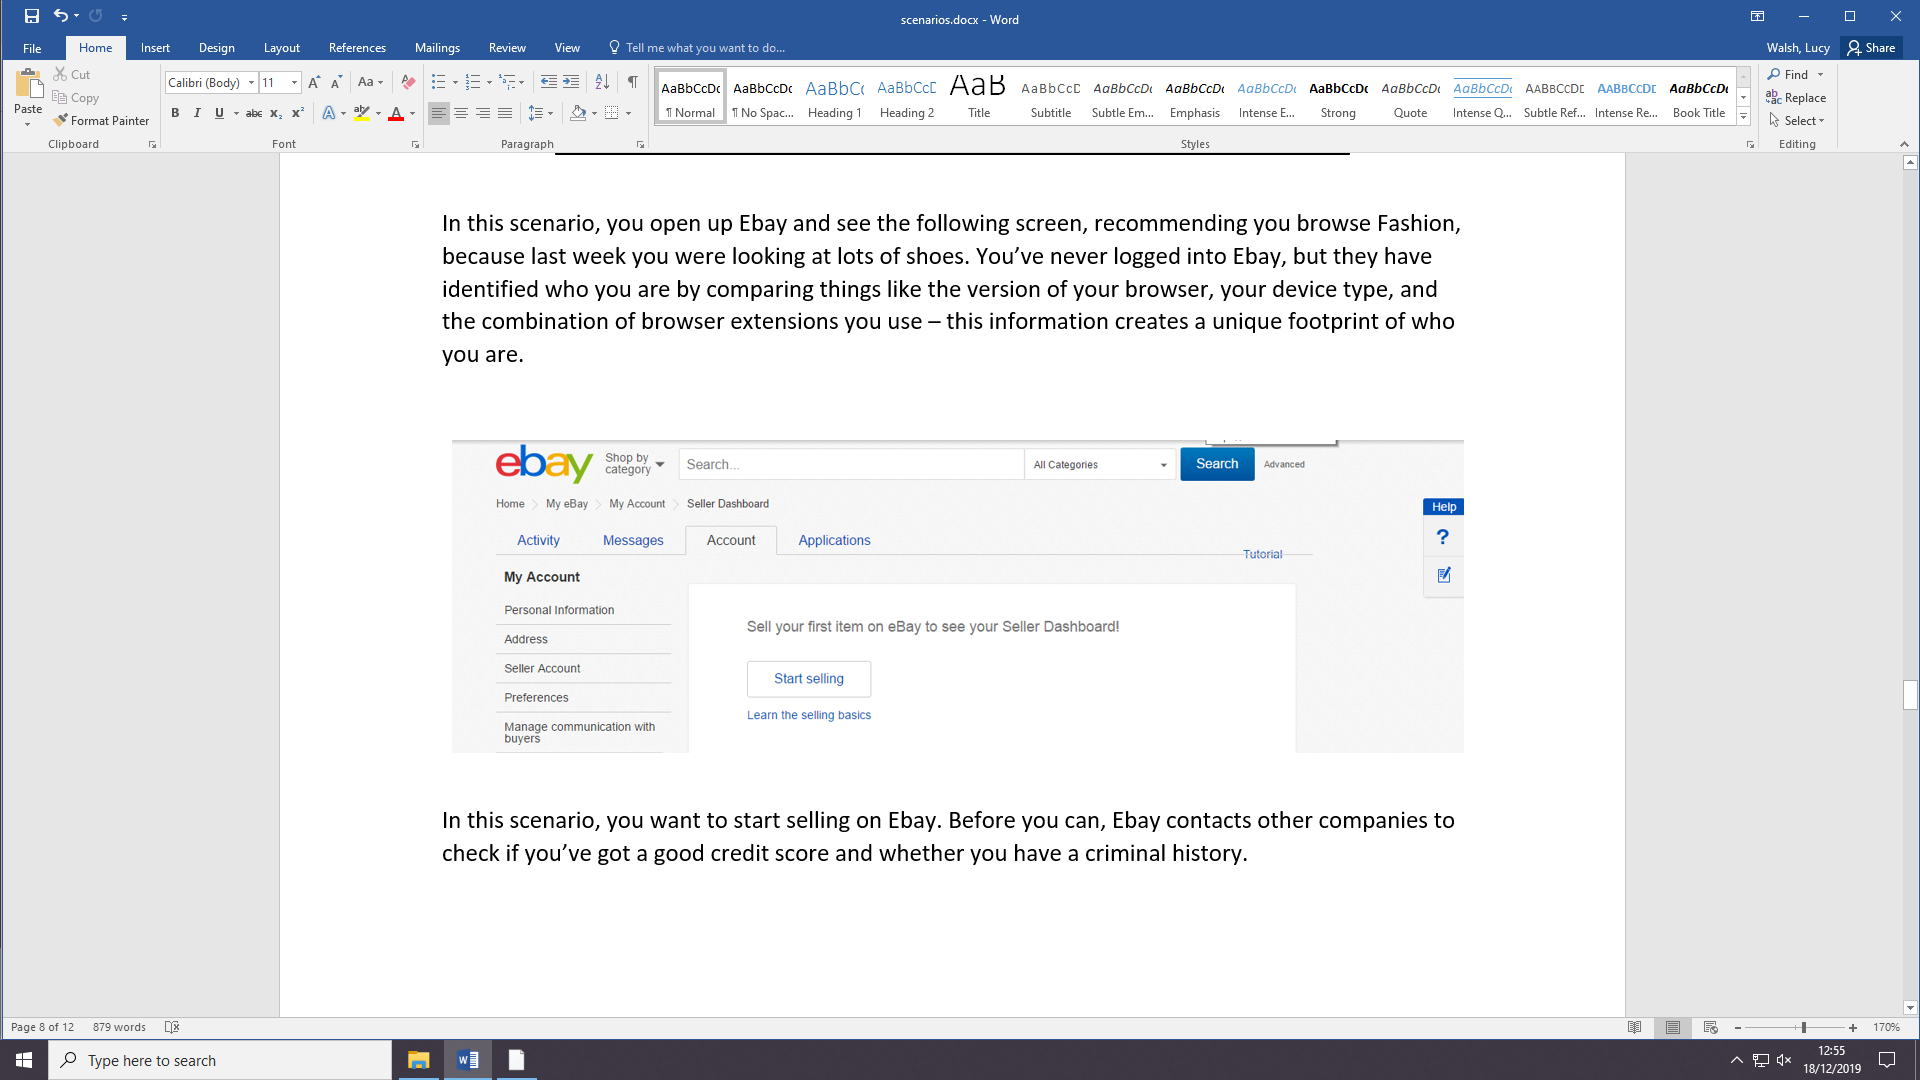 scenarios.docx - Word
File Home Insert Design Layout References Mailings Review View Tell me what you want to do... Walsh, Lucy Share
Paste
Cut
Copy
Format Painter
Clipboard
Calibri (Body) 11
Font
Paragraph
AaBbCcDc AaBbCcDc AaBbCc AaBbCcD AaB AaBbCcD AaBbCcDc AaBbCcDc AaBbCcDc AaBbCcDc AaBbCcDc AaBbCcDc AaBbCcDc AaBbCcDc AaBbCcDc
¶ Normal ¶ No Spac... Heading 1 Heading 2 Title Subtitle Subtle Em... Emphasis Intense E... Strong Quote Intense Q... Subtle Ref... Intense Re... Book Title
Styles
Find
Replace
Select
Editing
In this scenario, you open up Ebay and see the following screen, recommending you browse Fashion,
because last week you were looking at lots of shoes. You’ve never logged into Ebay, but they have
identified who you are by comparing things like the version of your browser, your device type, and
the combination of browser extensions you use – this information creates a unique footprint of who
you are.
ebay Shop by category Search... All Categories Search Advanced
Home My eBay My Account Seller Dashboard
Help
Activity Messages Account Applications
Tutorial
My Account
Personal Information
Address
Seller Account
Preferences
Manage communication with
buyers
Sell your first item on eBay to see your Seller Dashboard!
Start selling
Learn the selling basics
In this scenario, you want to start selling on Ebay. Before you can, Ebay contacts other companies to
check if you’ve got a good credit score and whether you have a criminal history.
Page 8 of 12 879 words 170%
Type here to search
12:55
18/12/2019